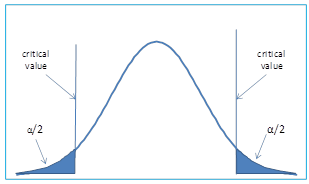 critical
value
critical
value
α/2
α/2